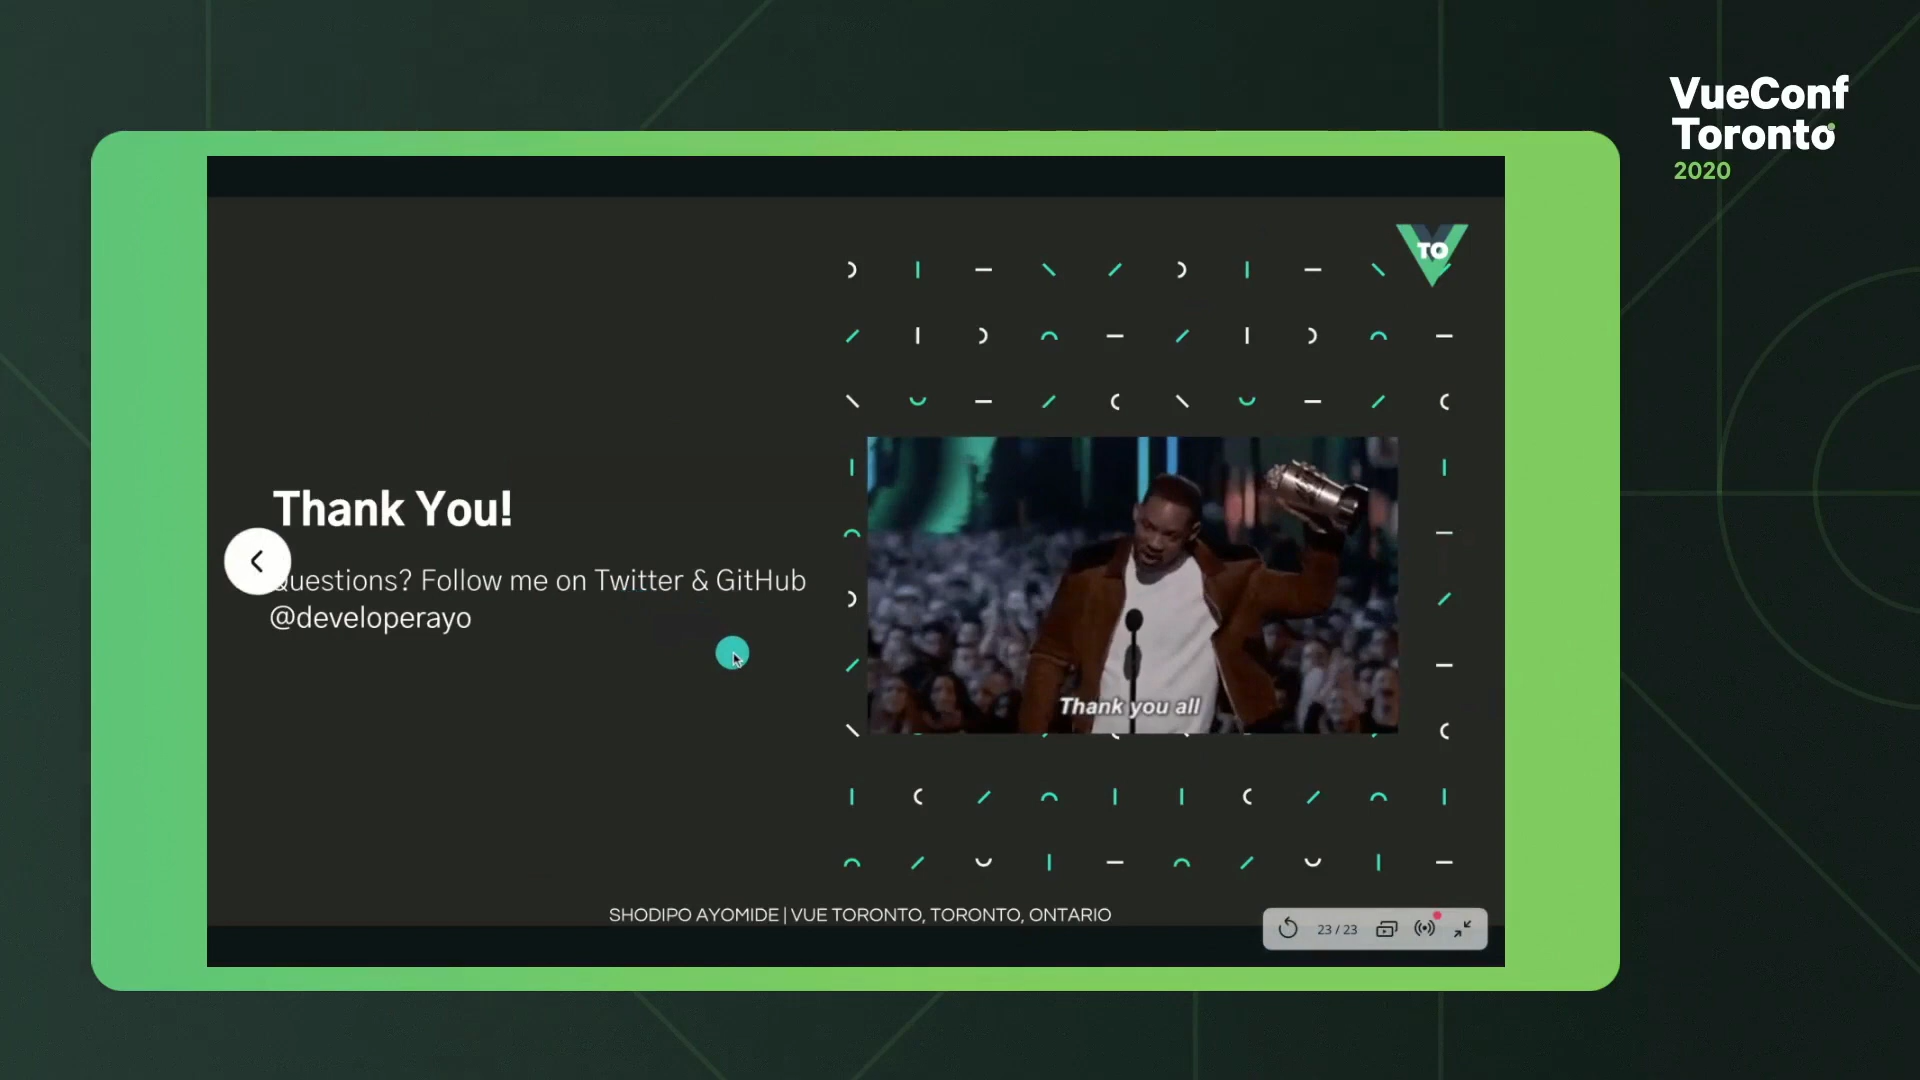 VueConf
Toronto
2020
TO
Thank You!
Questions? Follow me on Twitter & GitHub
@developerayo
Thank you all
SHODIPO AYOMIDE | VUE TORONTO, TORONTO, ONTARIO
23 / 23